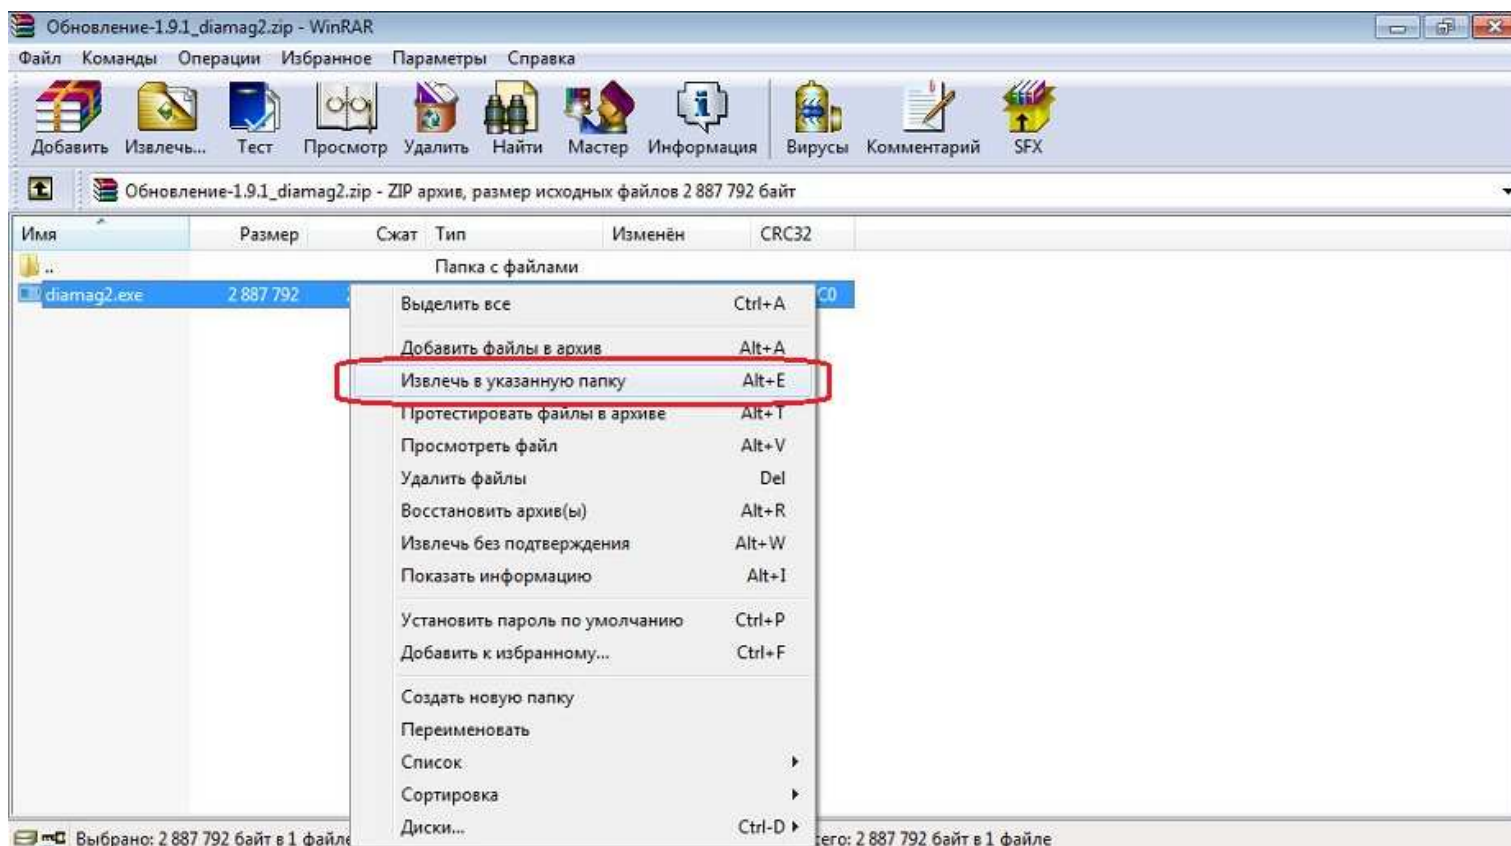 Обновление-1.9.1_diamag2.zip - WinRAR
Файл Команды Операции Избранное Параметры Справка
Добавить Извлечь... Тест Просмотр Удалить Найти Мастер Информация Вирусы Комментарий SFX
Обновление-1.9.1_diamag2.zip - ZIP архив, размер исходных файлов 2 887 792 байт
Имя Размер Сжат Тип Изменён CRC32
.. Папка с файлами
diamag2.exe 2 887 792 C0
Выделить все Ctrl+A
Добавить файлы в архив Alt+A
Извлечь в указанную папку Alt+E
Протестировать файлы в архиве Alt+T
Просмотреть файл Alt+V
Удалить файлы Del
Восстановить архив(ы) Alt+R
Извлечь без подтверждения Alt+W
Показать информацию Alt+I
Установить пароль по умолчанию Ctrl+P
Добавить к избранному... Ctrl+F
Создать новую папку
Переименовать
Список
Сортировка
Диски... Ctrl-D
Выбрано: 2 887 792 байт в 1 файле его: 2 887 792 байт в 1 файле